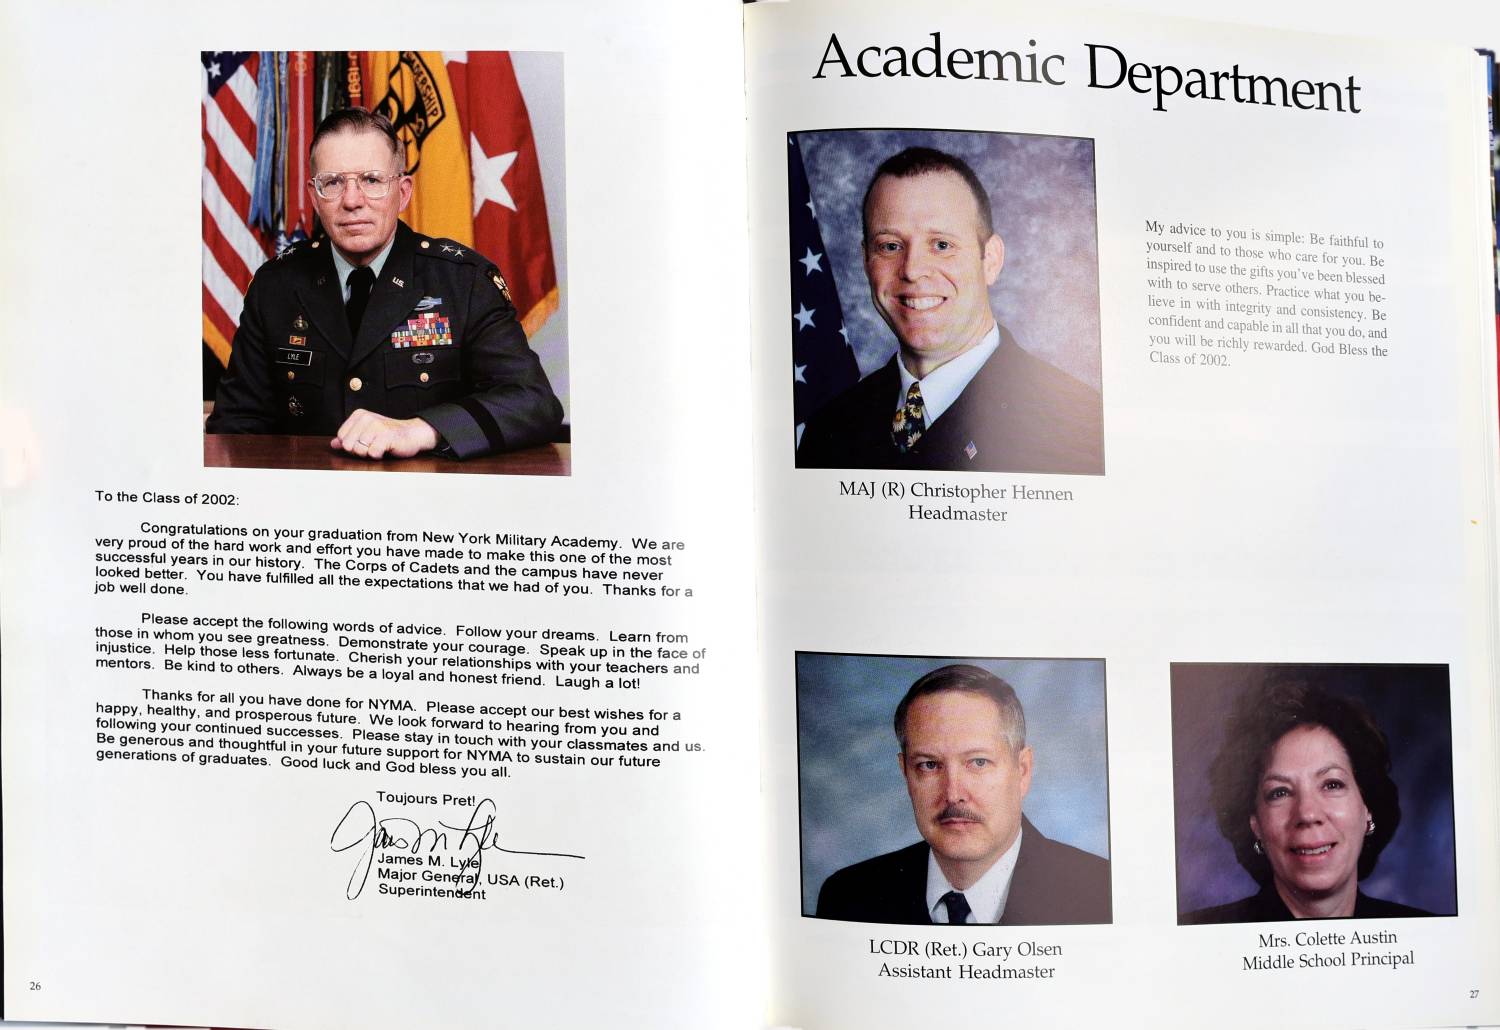 LEADERSHIP
1891
U.S.
LYLE
To the Class of 2002:
Congratulations on your graduation from New York Military Academy. We are
very proud of the hard work and effort you have made to make this one of the most
successful years in our history. The Corps of Cadets and the campus have never
looked better. You have fulfilled all the expectations that we had of you. Thanks for a
job well done.
Please accept the following words of advice. Follow your dreams. Learn from
those in whom you see greatness. Demonstrate your courage. Speak up in the face of
injustice. Help those less fortunate. Cherish your relationships with your teachers and
mentors. Be kind to others. Always be a loyal and honest friend. Laugh a lot!
Thanks for all you have done for NYMA. Please accept our best wishes for a
happy, healthy, and prosperous future. We look forward to hearing from you and
following your continued successes. Please stay in touch with your classmates and us.
Be generous and thoughtful in your future support for NYMA to sustain our future
generations of graduates. Good luck and God bless you all.
Toujours Pret!
James M. Lyle
James M. Lyle
Major General, USA (Ret.)
Superintendent
26
Academic Department
My advice to you is simple: Be faithful to
yourself and to those who care for you. Be
inspired to use the gifts you've been blessed
with to serve others. Practice what you be-
lieve in with integrity and consistency. Be
confident and capable in all that you do, and
you will be richly rewarded. God Bless the
Class of 2002.
MAJ (R) Christopher Hennen
Headmaster
LCDR (Ret.) Gary Olsen
Assistant Headmaster
Mrs. Colette Austin
Middle School Principal
27